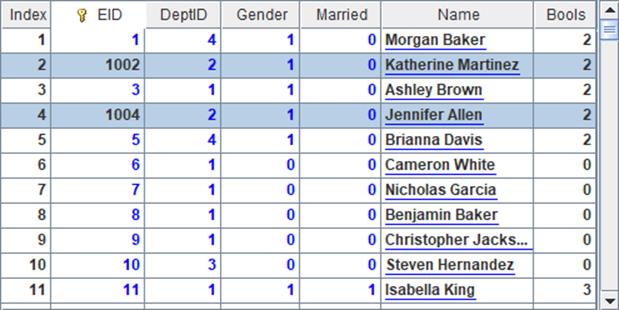 Index EID DeptID Gender Married Name Bools
1 1 4 1 0 Morgan Baker 2
2 1002 2 1 0 Katherine Martinez 2
3 3 1 1 0 Ashley Brown 2
4 1004 2 1 0 Jennifer Allen 2
5 5 4 1 0 Brianna Davis 2
6 6 1 0 0 Cameron White 0
7 7 1 0 0 Nicholas Garcia 0
8 8 1 0 0 Benjamin Baker 0
9 9 1 0 0 Christopher Jacks... 0
10 10 3 0 0 Steven Hernandez 0
11 11 1 1 1 Isabella King 3